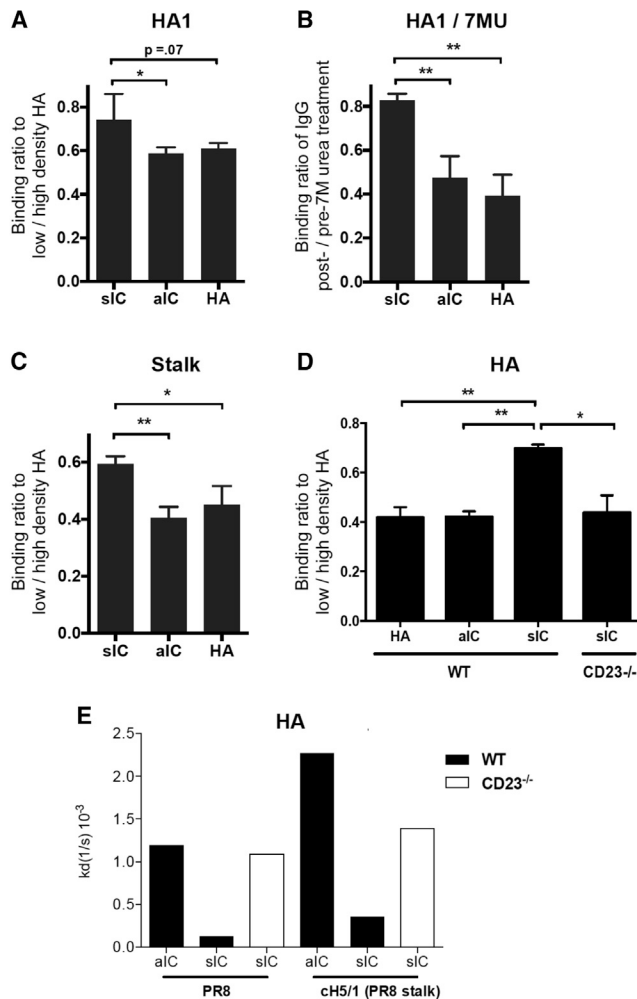 A
HA1
p =.07
*
Binding ratio to
low / high density HA
0.8
0.6
0.4
0.2
0.0
sIC aIC HA
B
HA1 / 7MU
**
**
Binding ratio of IgG
post- / pre-7M urea treatment
0.8
0.6
0.4
0.2
0.0
sIC aIC HA
C
Stalk
*
**
Binding ratio to
low / high density HA
0.6
0.4
0.2
0.0
sIC aIC HA
D
HA
**
**
*
Binding ratio to
low / high density HA
0.8
0.6
0.4
0.2
0.0
HA aIC sIC sIC
WT CD23-/-
E
HA
kd(1/s) 10-3
2.5
2.0
1.5
1.0
0.5
0.0
aIC sIC sIC aIC sIC sIC
PR8 cH5/1 (PR8 stalk)
WT
CD23-/-